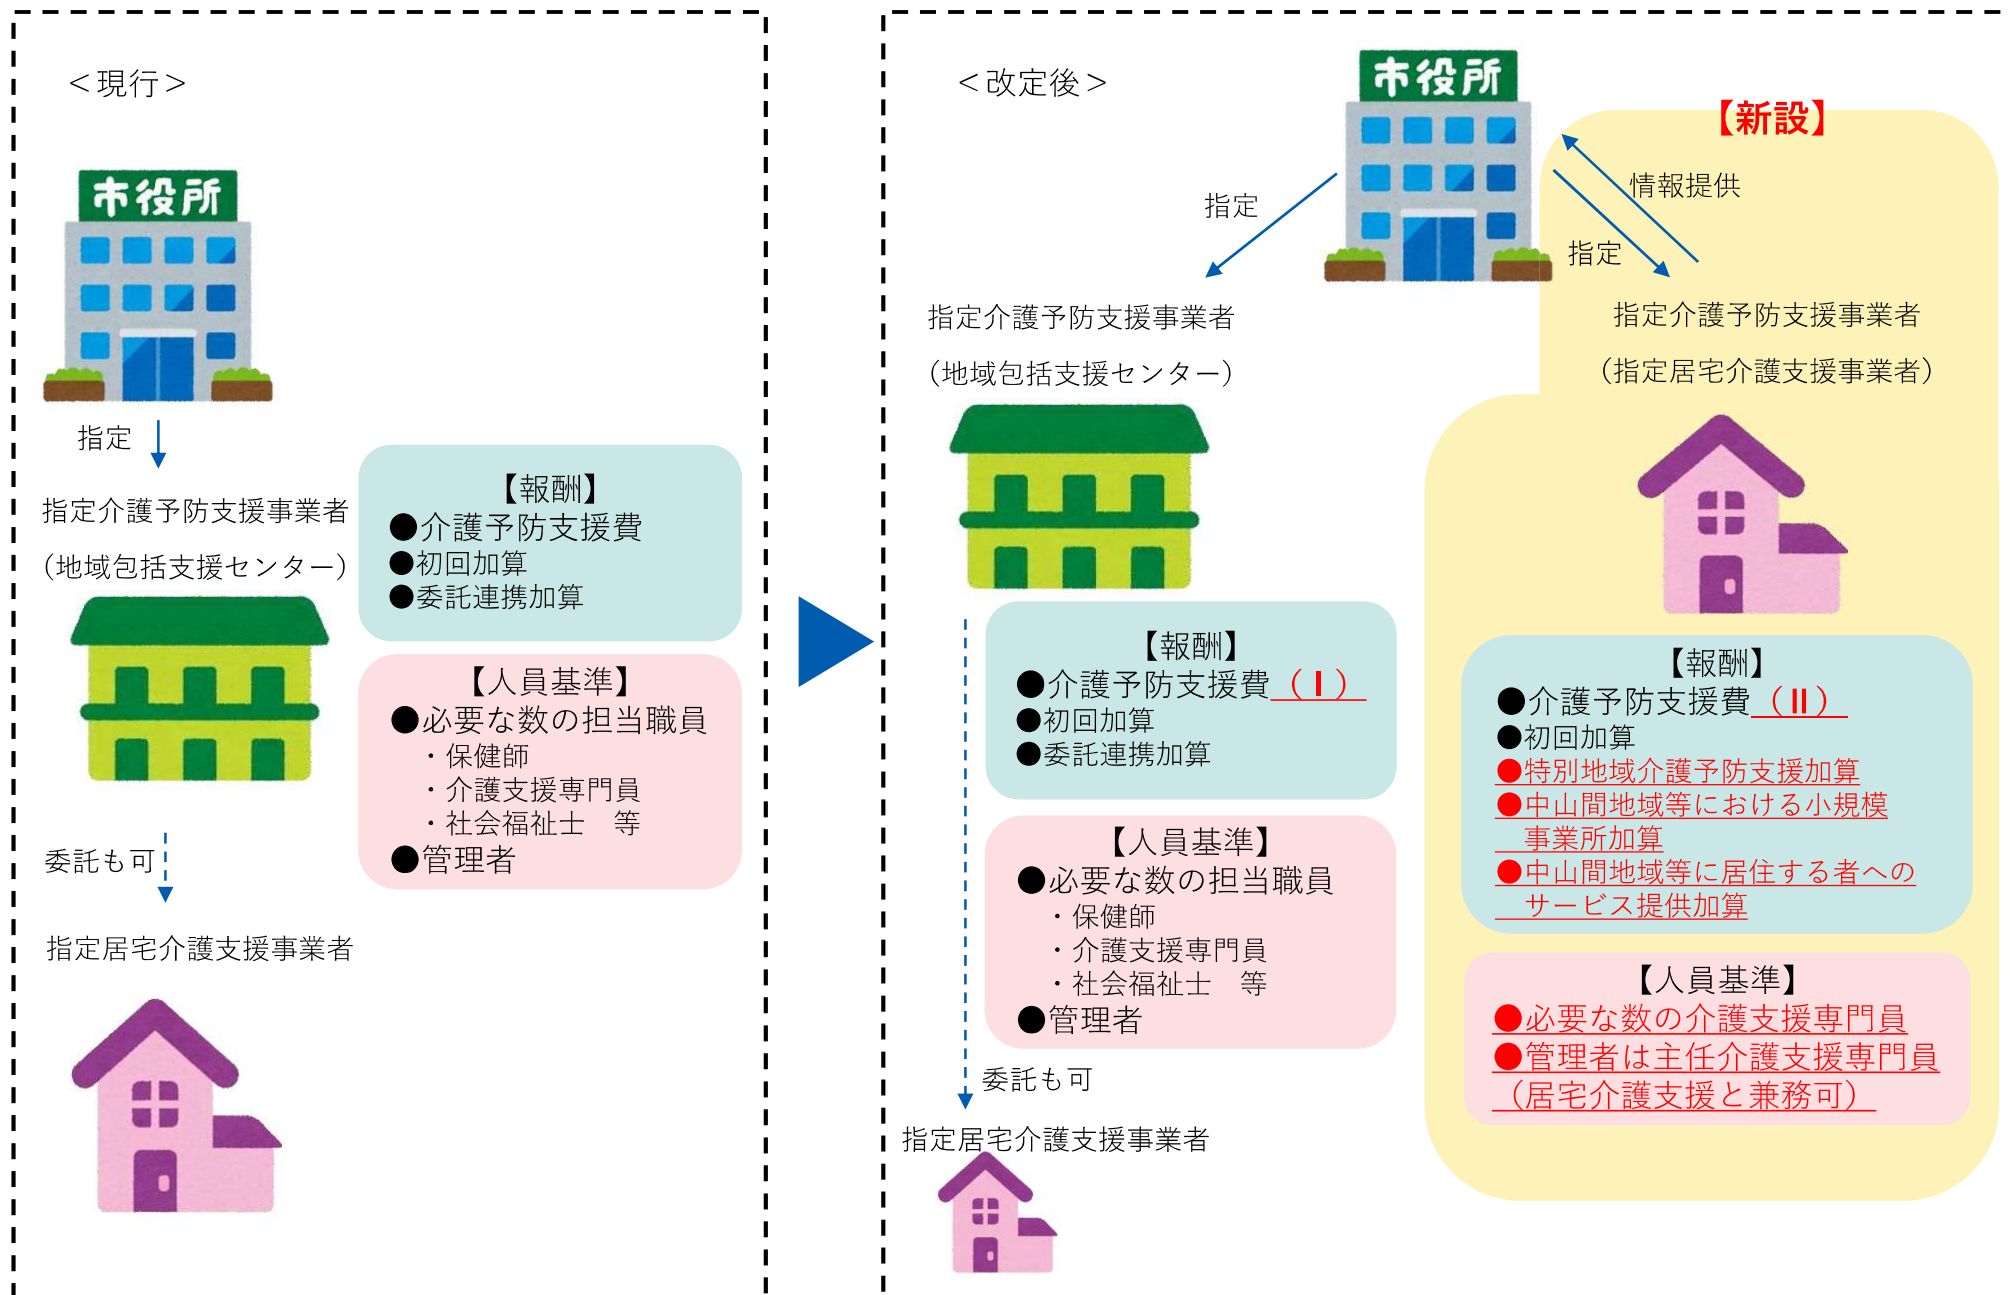 ＜現行＞
市役所
指定
指定介護予防支援事業者
（地域包括支援センター）
【報酬】
●介護予防支援費
●初回加算
●委託連携加算
【人員基準】
●必要な数の担当職員
・保健師
・介護支援専門員
・社会福祉士　等
●管理者
委託も可
指定居宅介護支援事業者
＜改定後＞
市役所
【新設】
指定
情報提供
指定
指定介護予防支援事業者
（地域包括支援センター）
【報酬】
●介護予防支援費（Ⅰ）
●初回加算
●委託連携加算
【人員基準】
●必要な数の担当職員
・保健師
・介護支援専門員
・社会福祉士　等
●管理者
委託も可
指定居宅介護支援事業者
指定介護予防支援事業者
（指定居宅介護支援事業者）
【報酬】
●介護予防支援費（Ⅱ）
●初回加算
●特別地域介護予防支援加算
●中山間地域等における小規模
事業所加算
●中山間地域等に居住する者への
サービス提供加算
【人員基準】
●必要な数の介護支援専門員
●管理者は主任介護支援専門員
（居宅介護支援と兼務可）